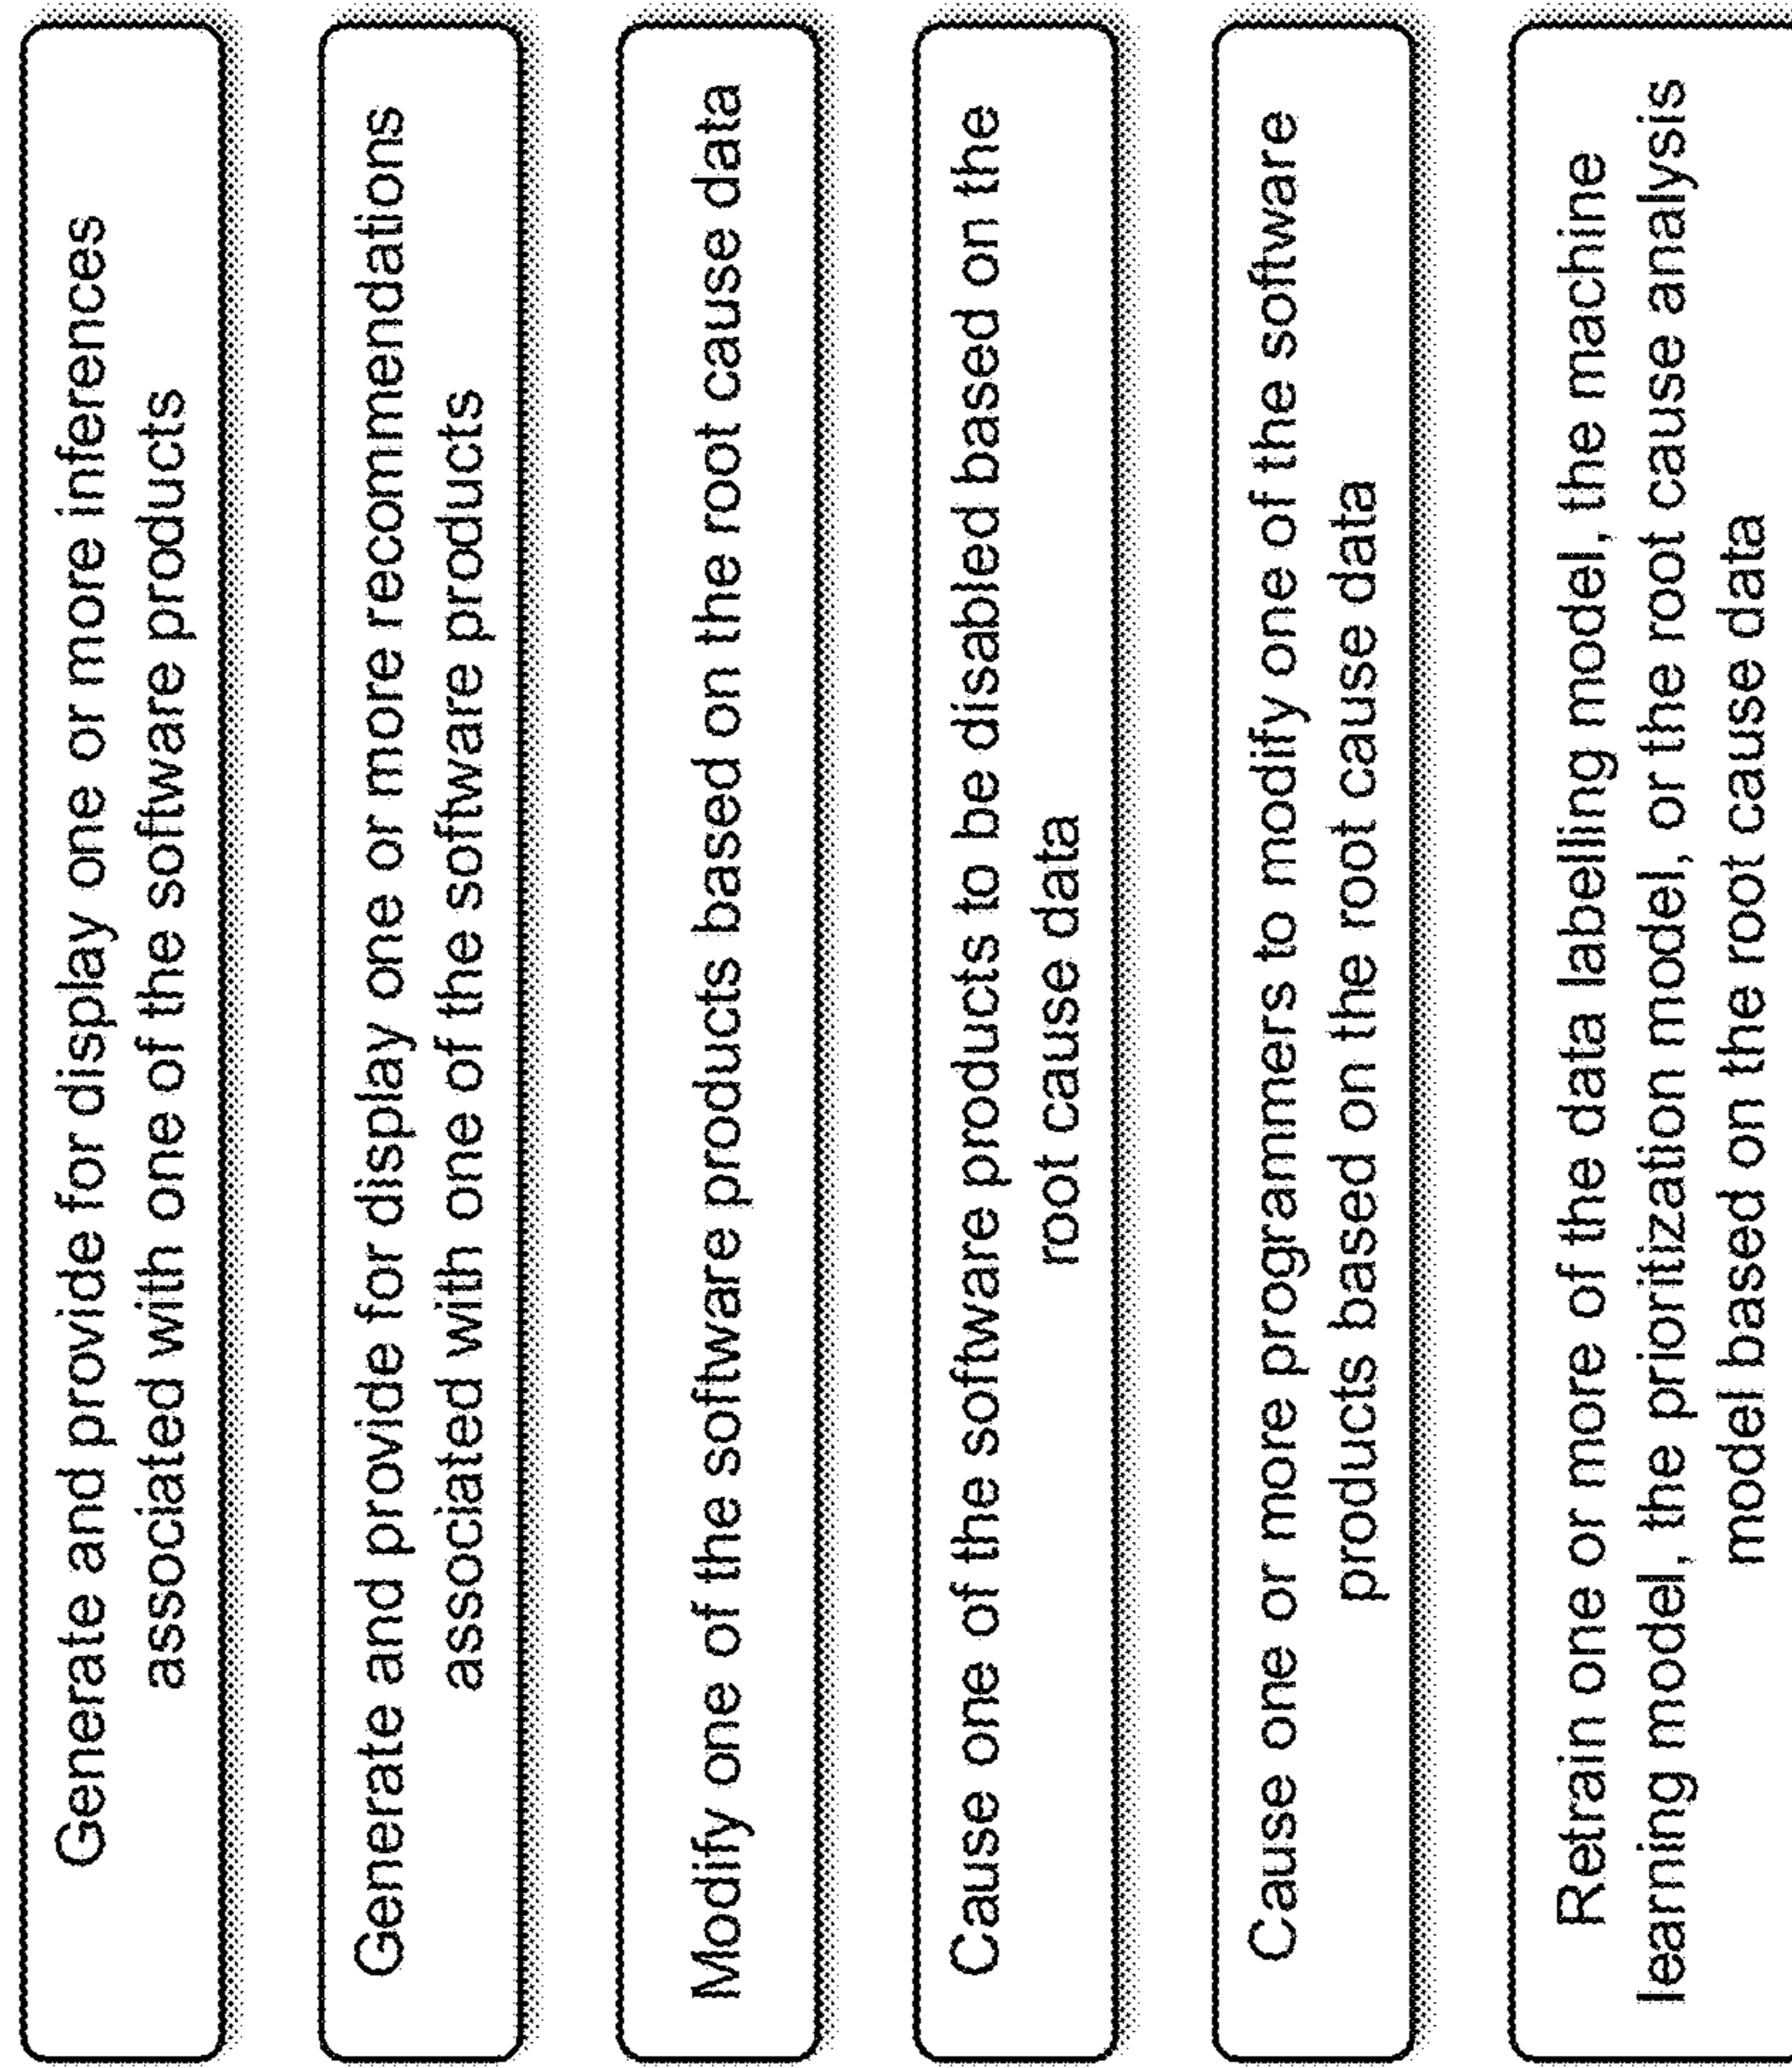 Generate and provide for display one or more inferences
associated with one of the software products
Generate and provide for display one or more recommendations
associated with one of the software products
Modify one of the software products based on the root cause data
Cause one of the software products to be disabled based on the
root cause data
Cause one or more programmers to modify one of the software
products based on the root cause data
Retrain one or more of the data labelling model, the machine
learning model, the prioritization model, or the root cause analysis
model based on the root cause data